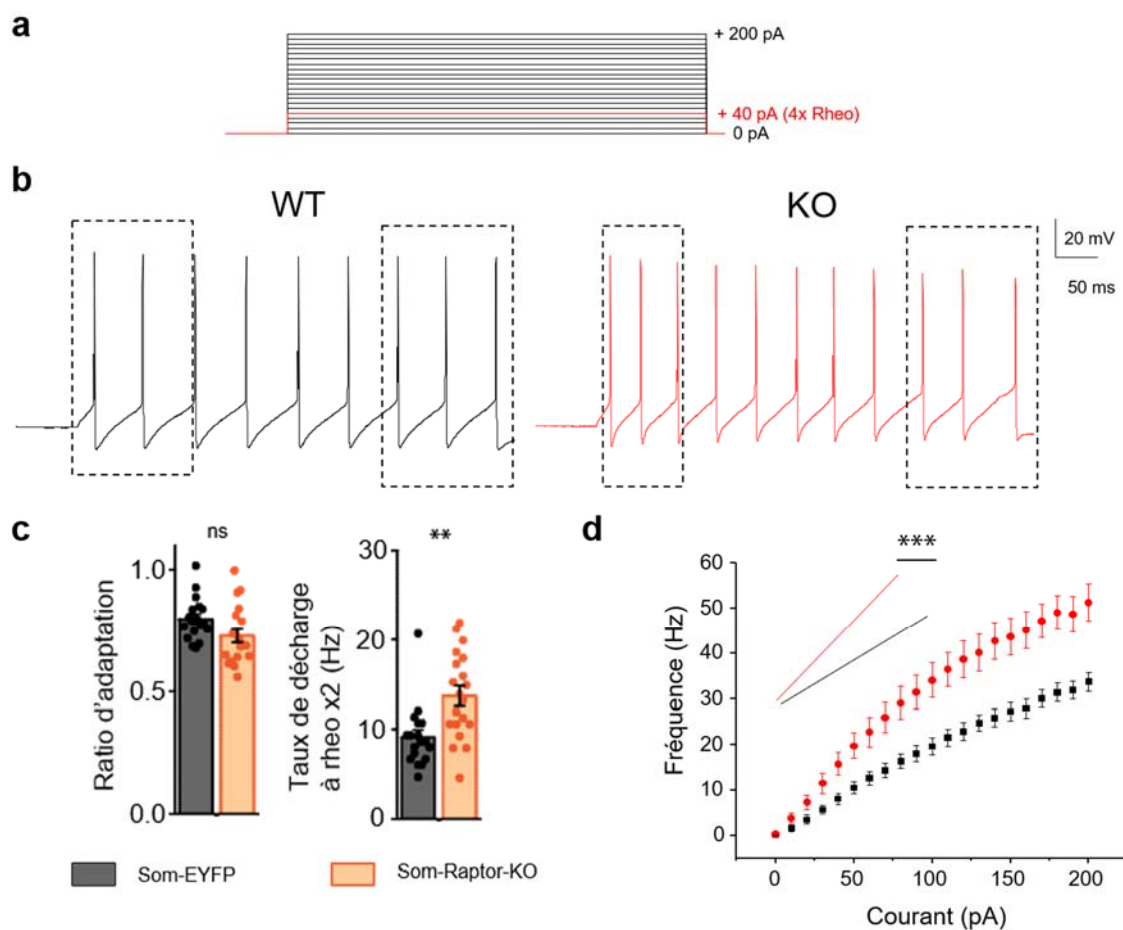 a
+ 200 pA
+ 40 pA (4x Rheo)
0 pA
b
WT
KO
20 mV
50 ms
c
ns
Ratio d'adaptation
1.0
0.5
0.0
**
Taux de décharge
à rheo x2 (Hz)
30
20
10
0
Som-EYFP
Som-Raptor-KO
d
***
Fréquence (Hz)
60
50
40
30
20
10
0
0
50
100
150
200
Courant (pA)